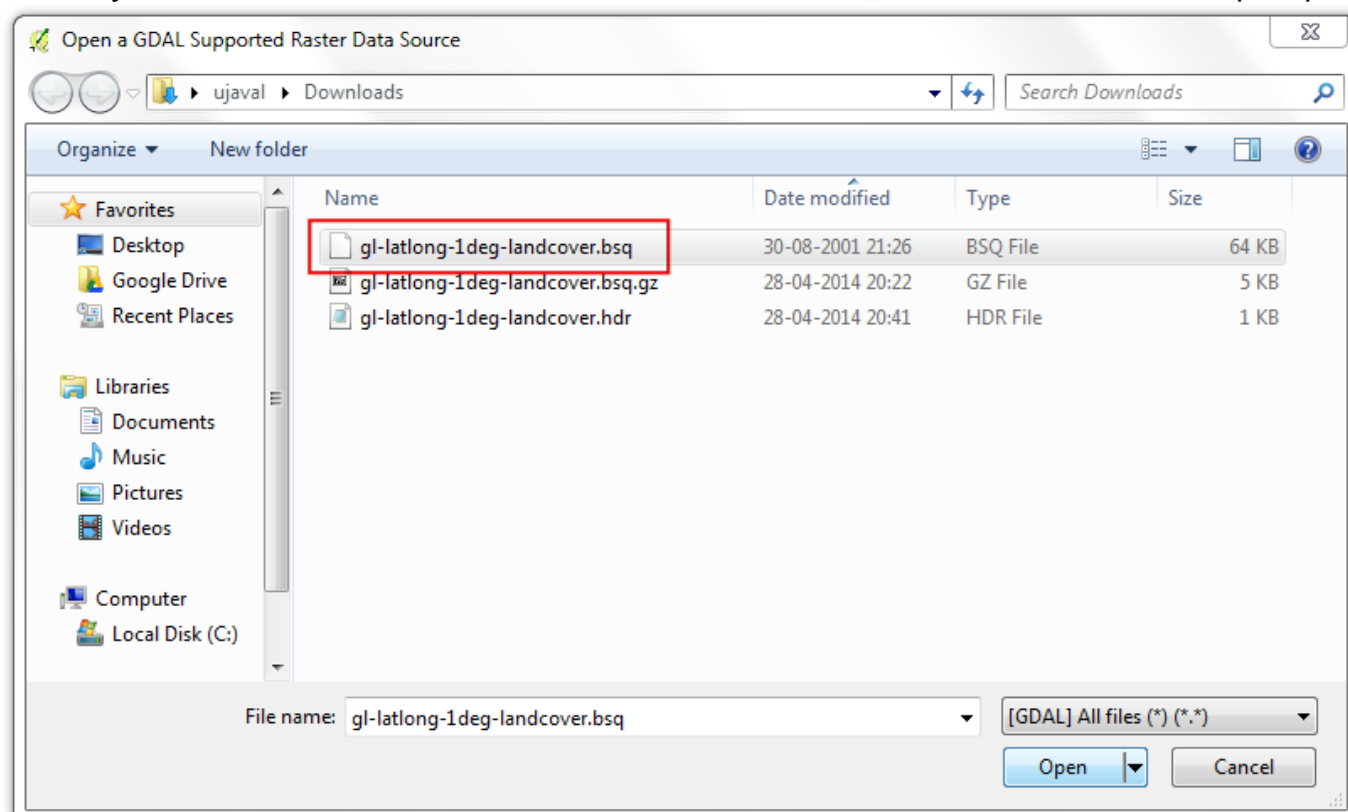 Open a GDAL Supported Raster Data Source
ujaval Downloads
Search Downloads
Organize New folder
Name Date modified Type Size
Favorites
Desktop
Google Drive
Recent Places
Libraries
Documents
Music
Pictures
Videos
Computer
Local Disk (C:)
gl-latlong-1deg-landcover.bsq 30-08-2001 21:26 BSQ File 64 KB
gl-latlong-1deg-landcover.bsq.gz 28-04-2014 20:22 GZ File 5 KB
gl-latlong-1deg-landcover.hdr 28-04-2014 20:41 HDR File 1 KB
File name: gl-latlong-1deg-landcover.bsq [GDAL] All files (*) (*.*)
Open Cancel